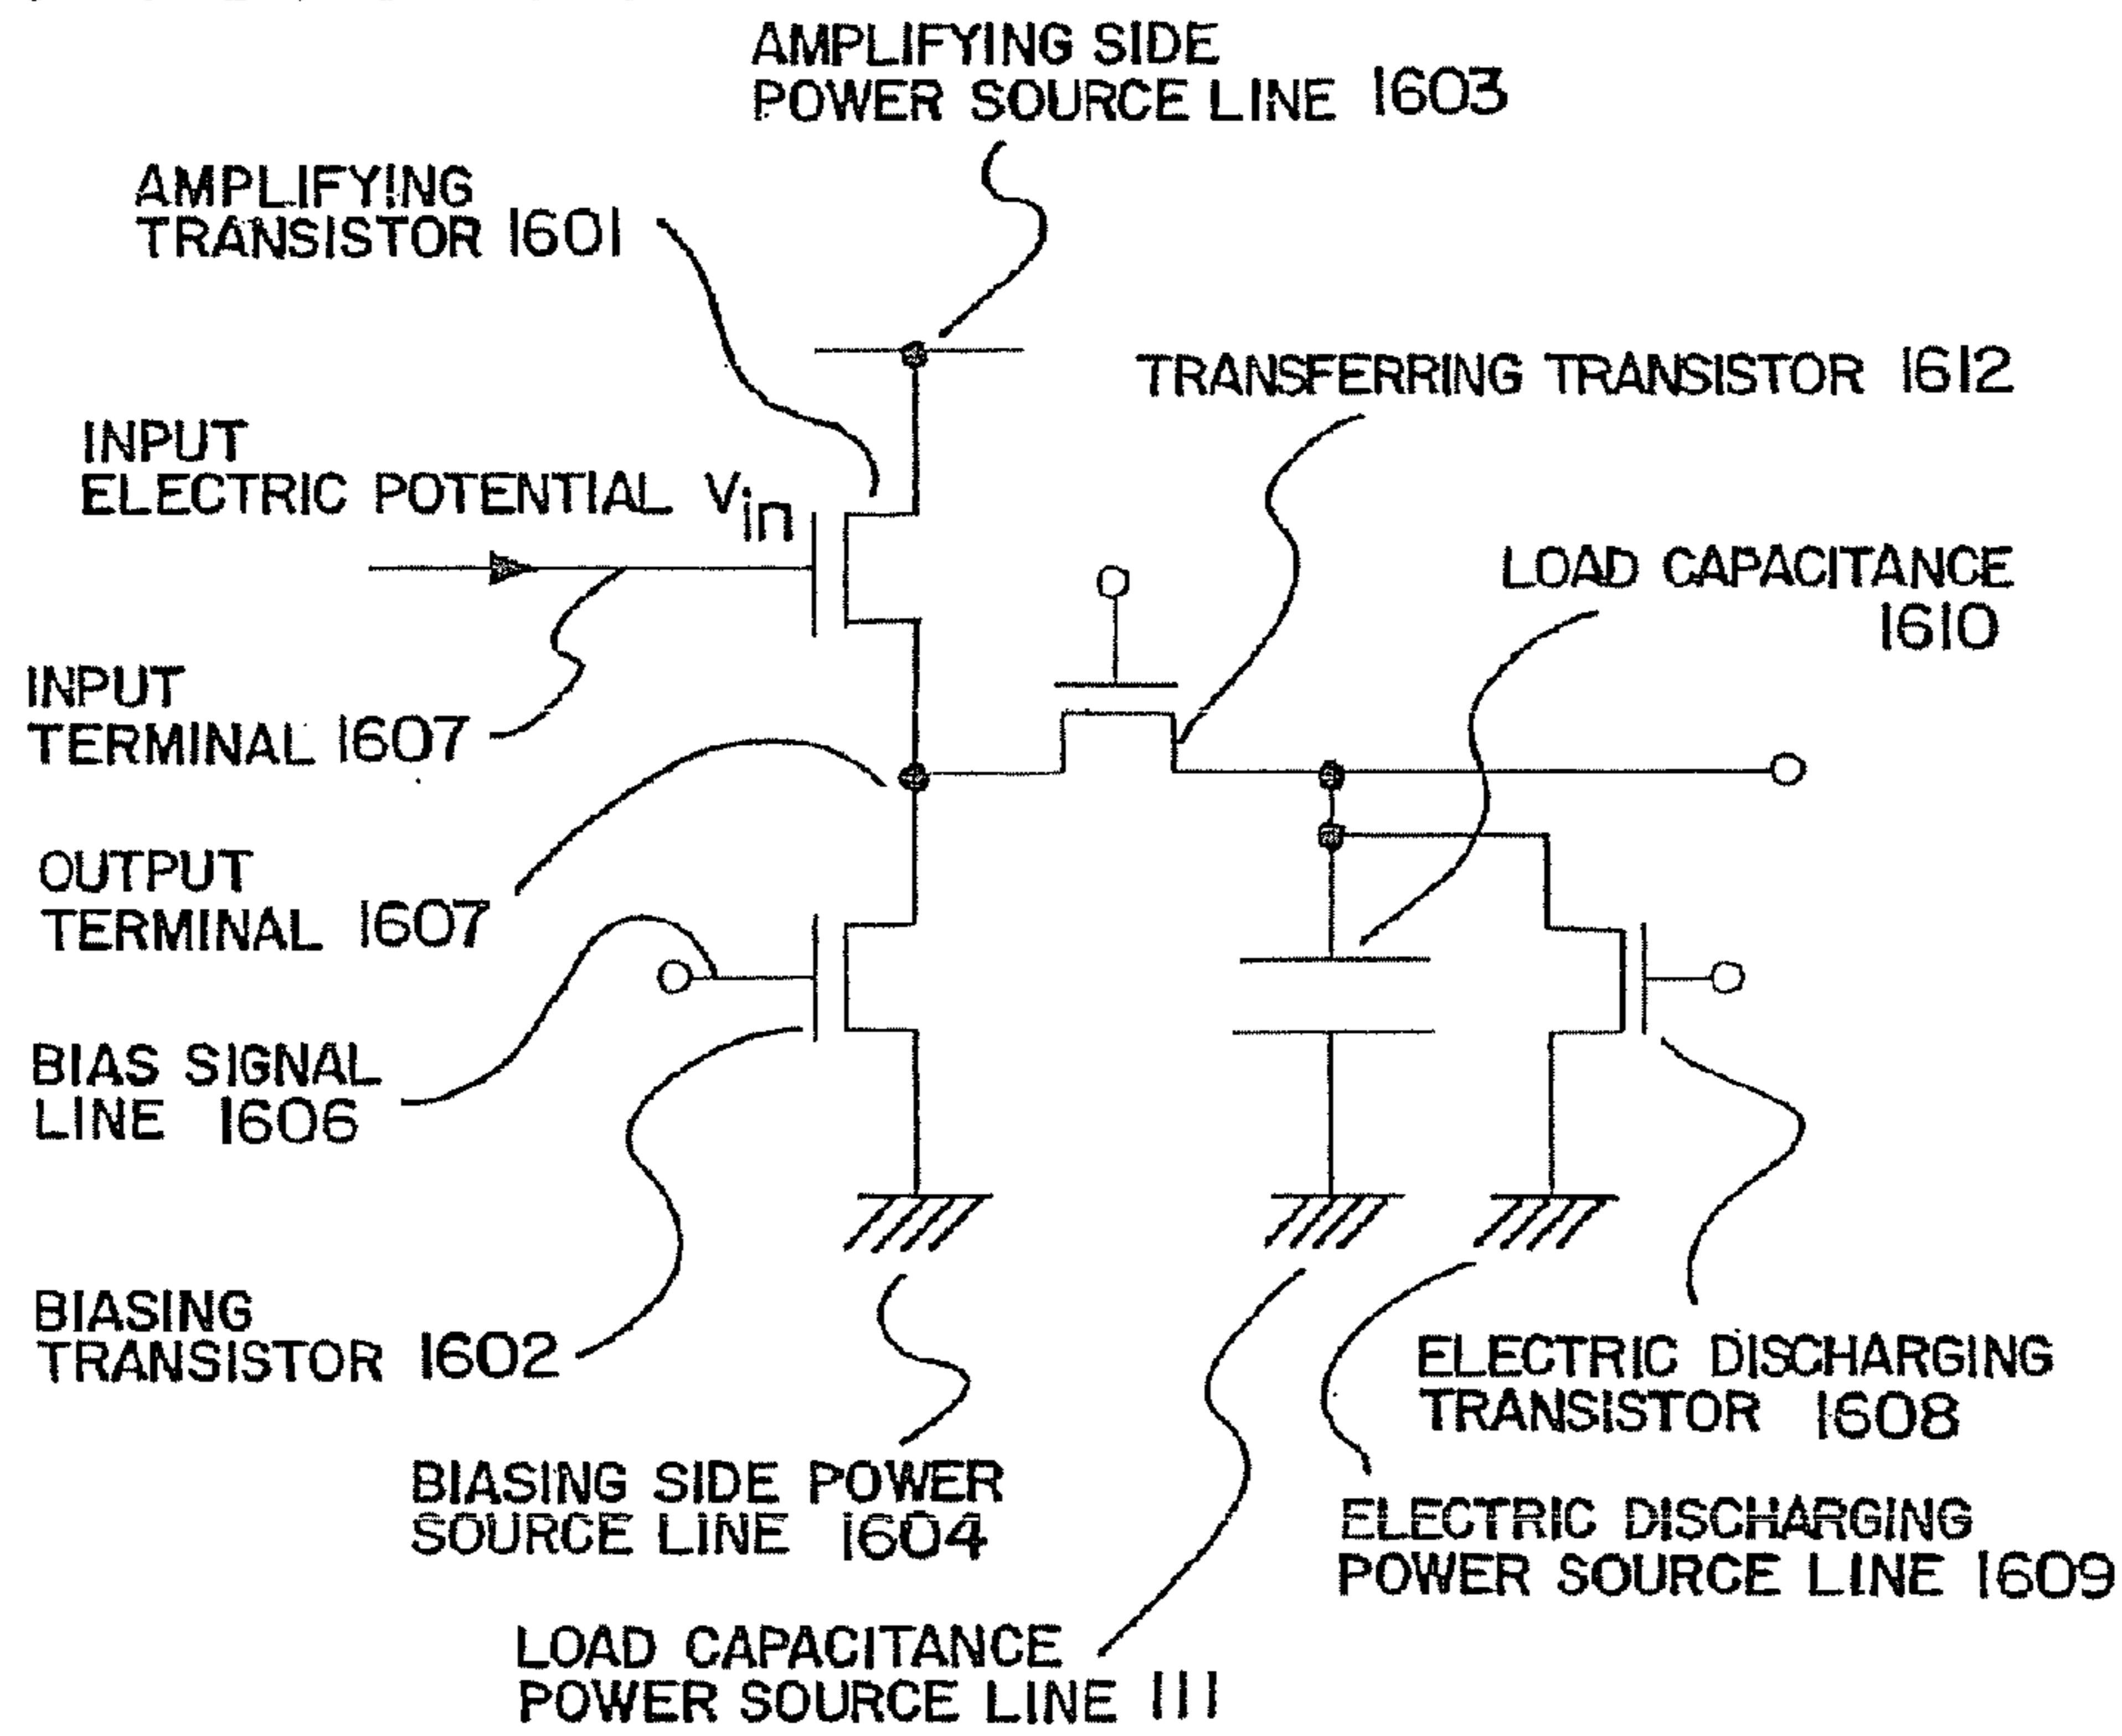 AMPLIFYING SIDE
POWER SOURCE LINE 1603
AMPLIFYING
TRANSISTOR 1601
TRANSFERRING TRANSISTOR 1612
INPUT
ELECTRIC POTENTIAL Vin
LOAD CAPACITANCE
1610
INPUT
TERMINAL 1607
OUTPUT
TERMINAL 1607
BIAS SIGNAL
LINE 1606
BIASING
TRANSISTOR 1602
ELECTRIC DISCHARGING
TRANSISTOR 1608
BIASING SIDE POWER
SOURCE LINE 1604
ELECTRIC DISCHARGING
POWER SOURCE LINE 1609
LOAD CAPACITANCE
POWER SOURCE LINE 111